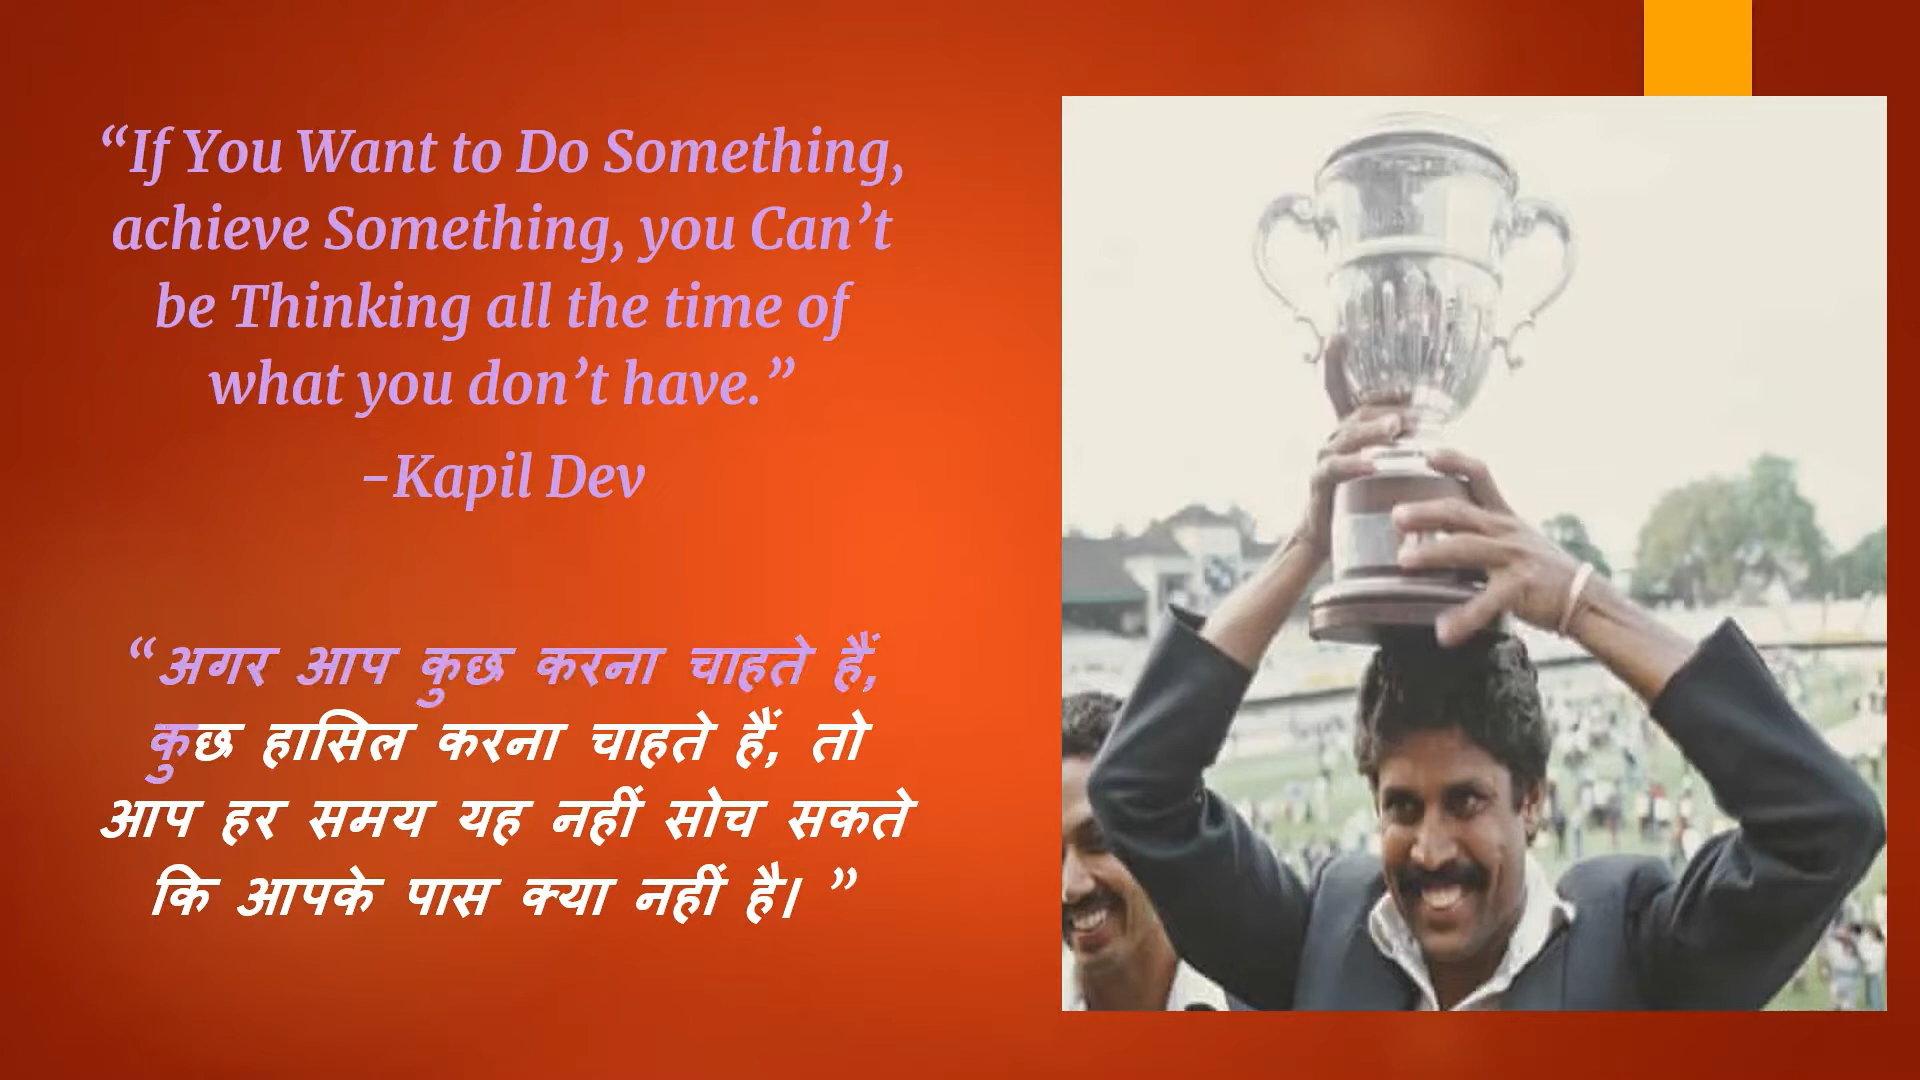 “If You Want to Do Something,
achieve Something, you Can’t
be Thinking all the time of
what you don’t have.”
–Kapil Dev
“अगर आप कुछ करना चाहते हैं,
कुछ हासिल करना चाहते हैं, तो
आप हर समय यह नहीं सोच सकते
कि आपके पास क्या नहीं है। ”